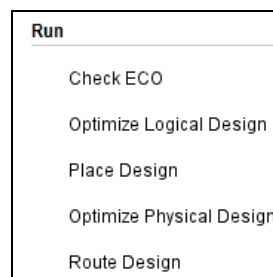 Run
Check ECO
Optimize Logical Design
Place Design
Optimize Physical Design
Route Design